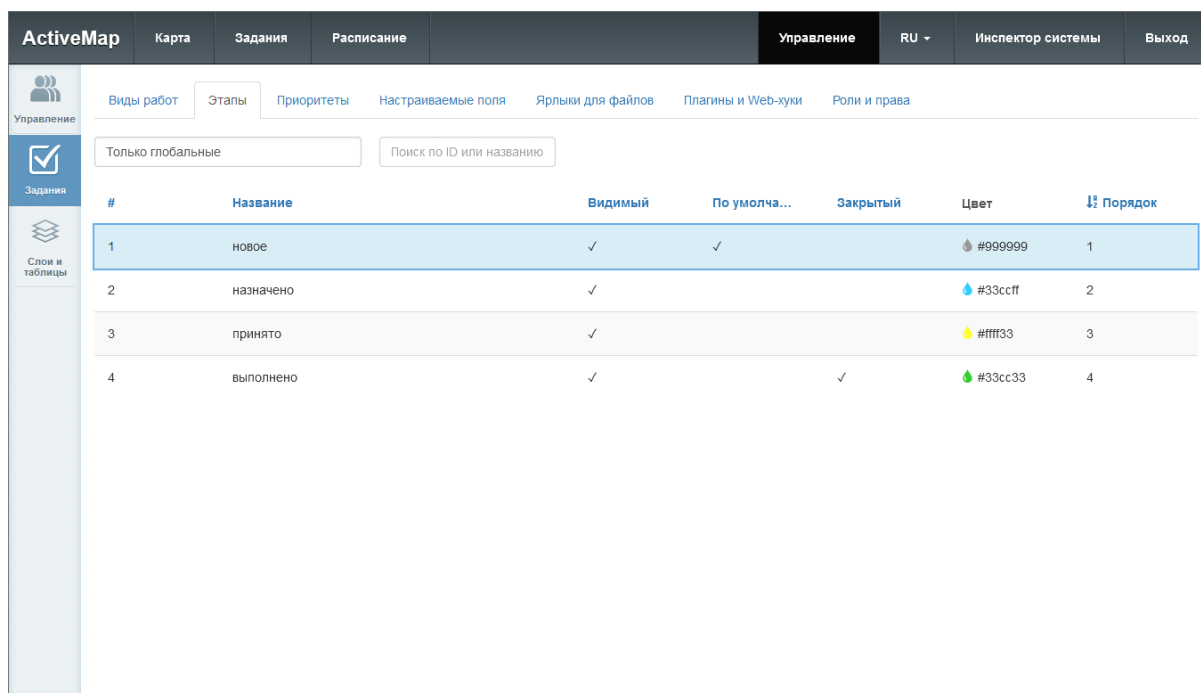 ActiveMap Карта Задания Расписание Управление RU Инспектор системы Выход
Управление
Задания
Слои и
таблицы
Виды работ Этапы Приоритеты Настраиваемые поля Ярлыки для файлов Плагины и Web-хуки Роли и права
Только глобальные Поиск по ID или названию
# Название Видимый По умолча... Закрытый Цвет Порядок
1 новое ✓ ✓ #999999 1
2 назначено ✓ #33ccff 2
3 принято ✓ #ffff33 3
4 выполнено ✓ ✓ #33cc33 4